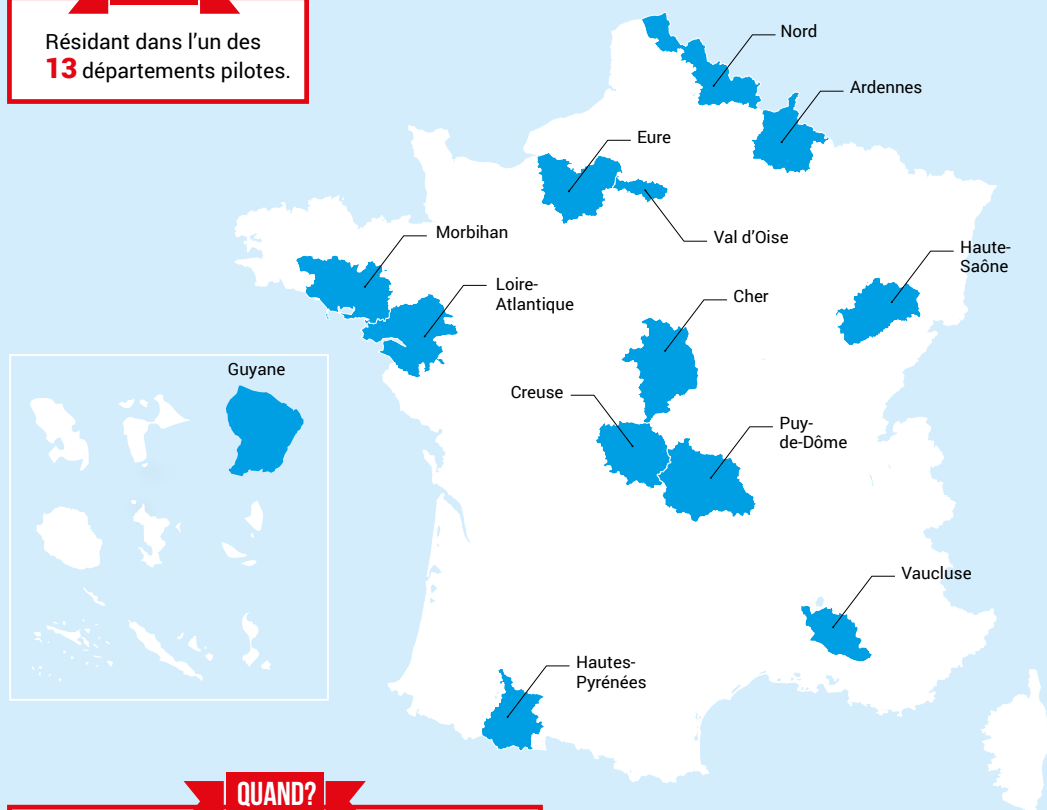 Résidant dans l'un des
13 départements pilotes.
Nord
Ardennes
Eure
Val d'Oise
Morbihan
Haute-
Saône
Loire-
Atlantique
Cher
Guyane
Creuse
Puy-
de-Dôme
Vaucluse
Hautes-
Pyrénées
QUAND?